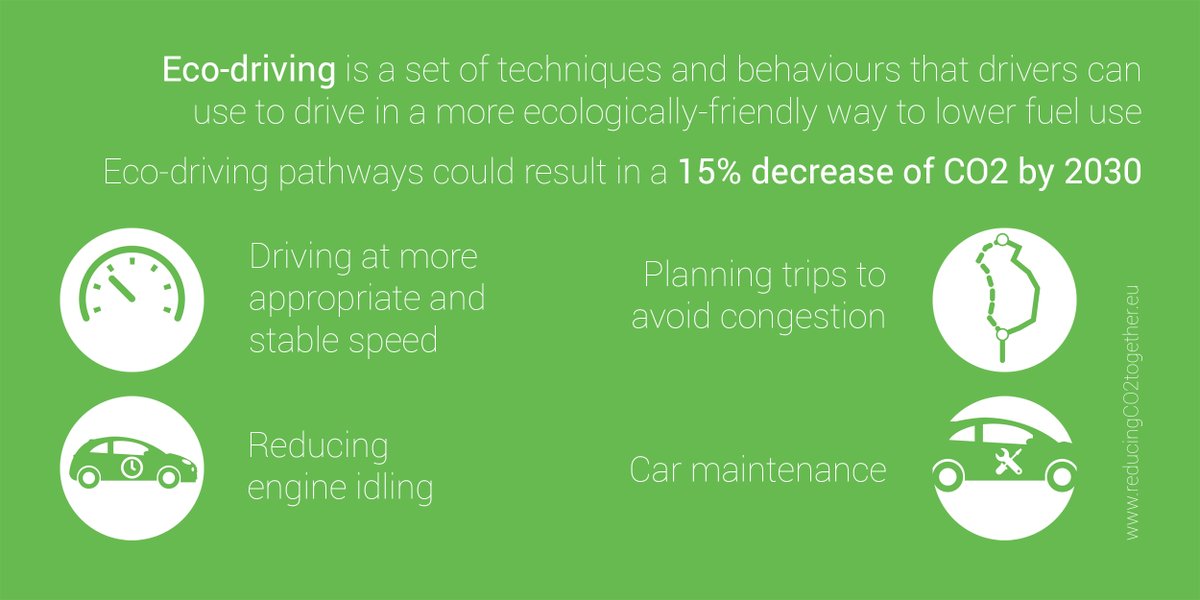 Eco-driving is a set of techniques and behaviours that drivers can
use to drive in a more ecologically-friendly way to lower fuel use
Eco-driving pathways could result in a 15% decrease of CO2 by 2030
Driving at more
appropriate and
stable speed
Planning trips to
avoid congestion
Reducing
engine idling
Car maintenance
www.reducingCO2together.eu